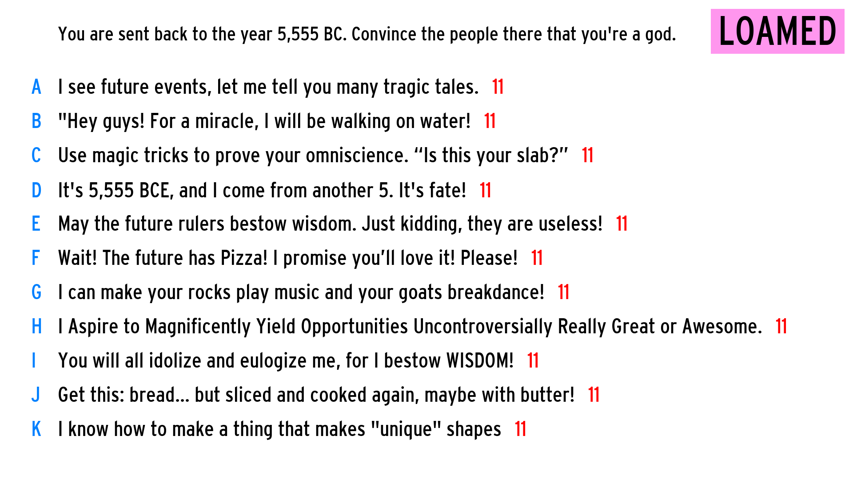 You are sent back to the year 5,555 BC. Convince the people there that you're a god.
LOAMED
A I see future events, let me tell you many tragic tales. 11
B "Hey guys! For a miracle, I will be walking on water! 11
C Use magic tricks to prove your omniscience. “Is this your slab?” 11
D It's 5,555 BCE, and I come from another 5. It's fate! 11
E May the future rulers bestow wisdom. Just kidding, they are useless! 11
F Wait! The future has Pizza! I promise you’ll love it! Please! 11
G I can make your rocks play music and your goats breakdance! 11
H I Aspire to Magnificently Yield Opportunities Uncontroversially Really Great or Awesome. 11
I You will all idolize and eulogize me, for I bestow WISDOM! 11
J Get this: bread... but sliced and cooked again, maybe with butter! 11
K I know how to make a thing that makes "unique" shapes 11